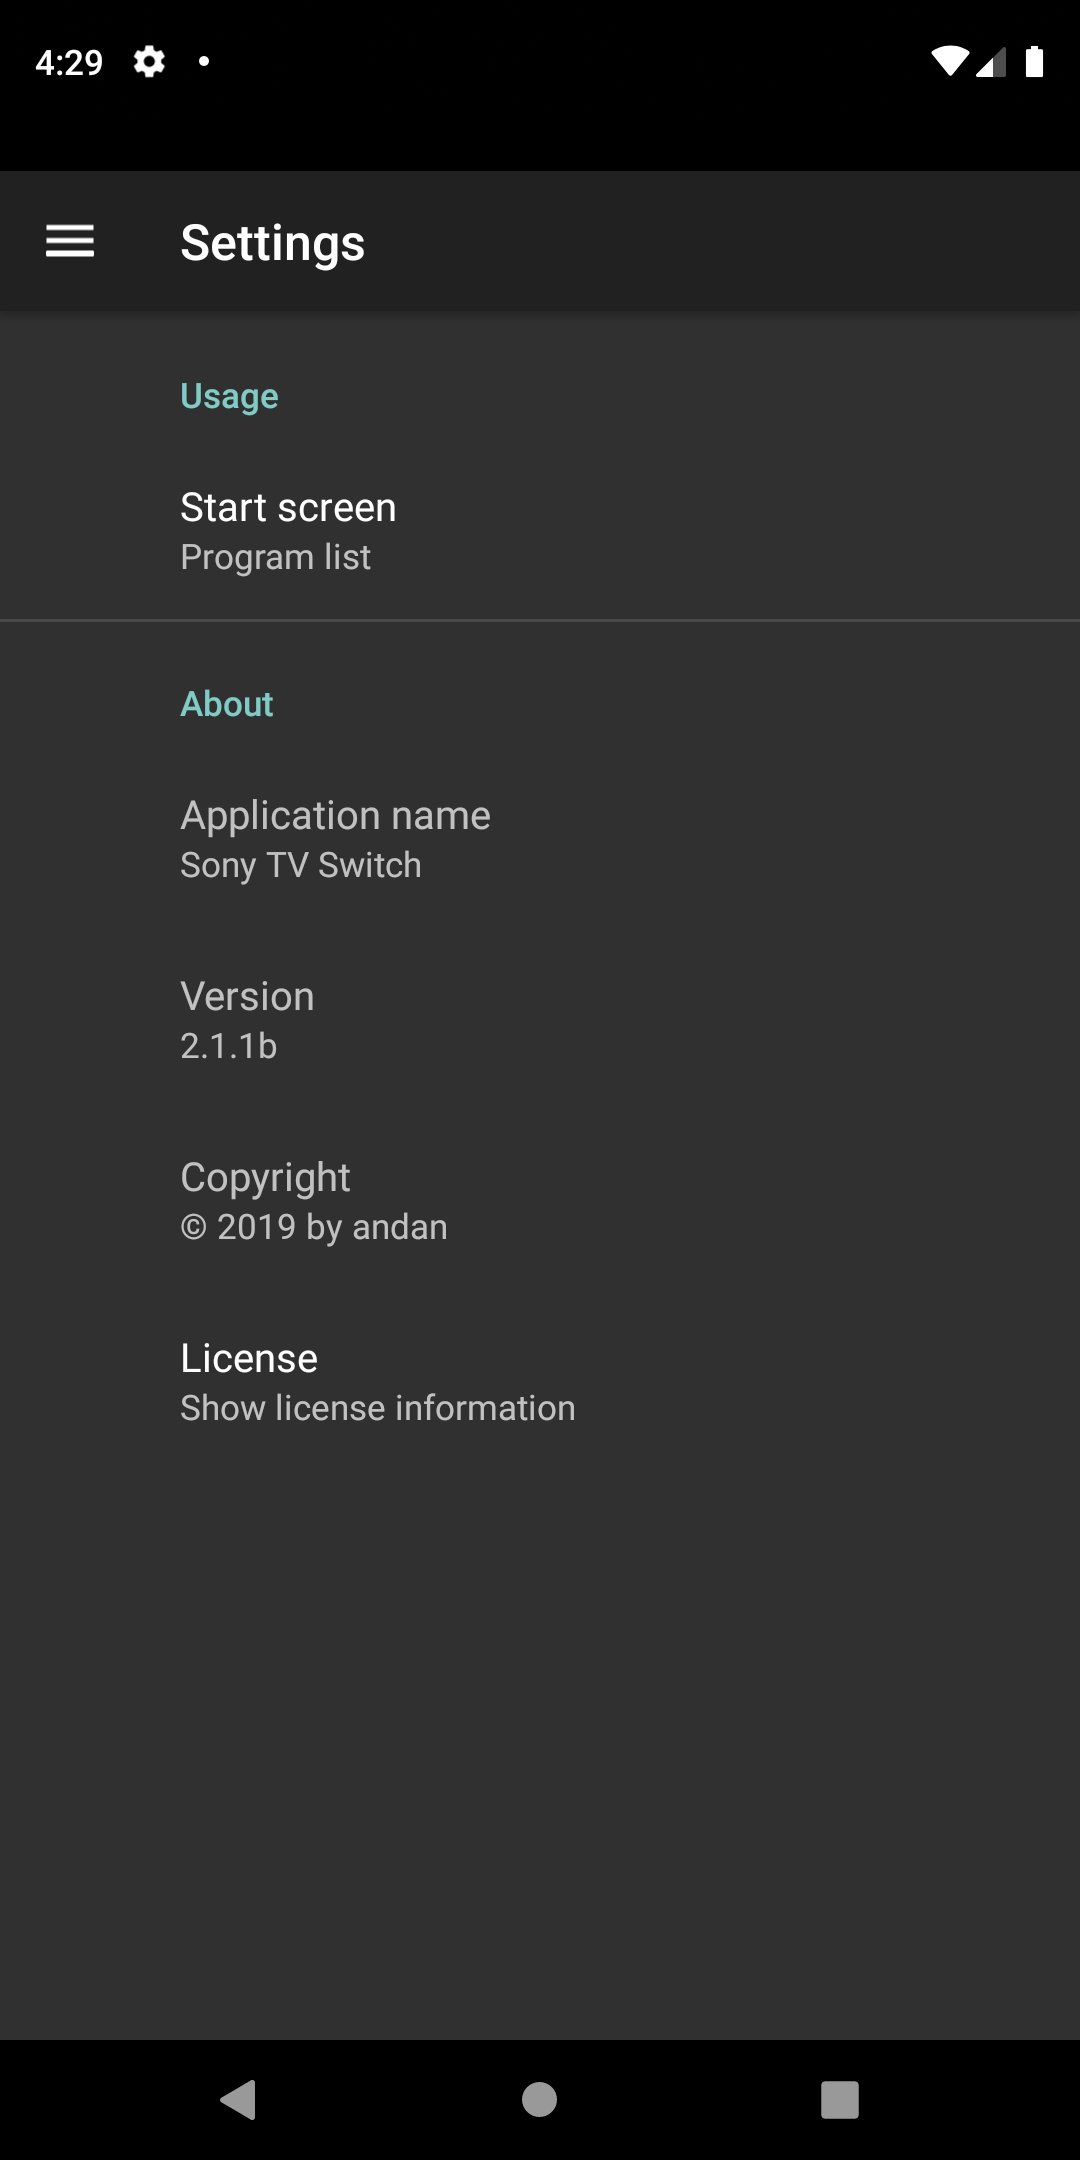 4:29
Settings
Usage
Start screen
Program list
About
Application name
Sony TV Switch
Version
2.1.1b
Copyright
© 2019 by andan
License
Show license information